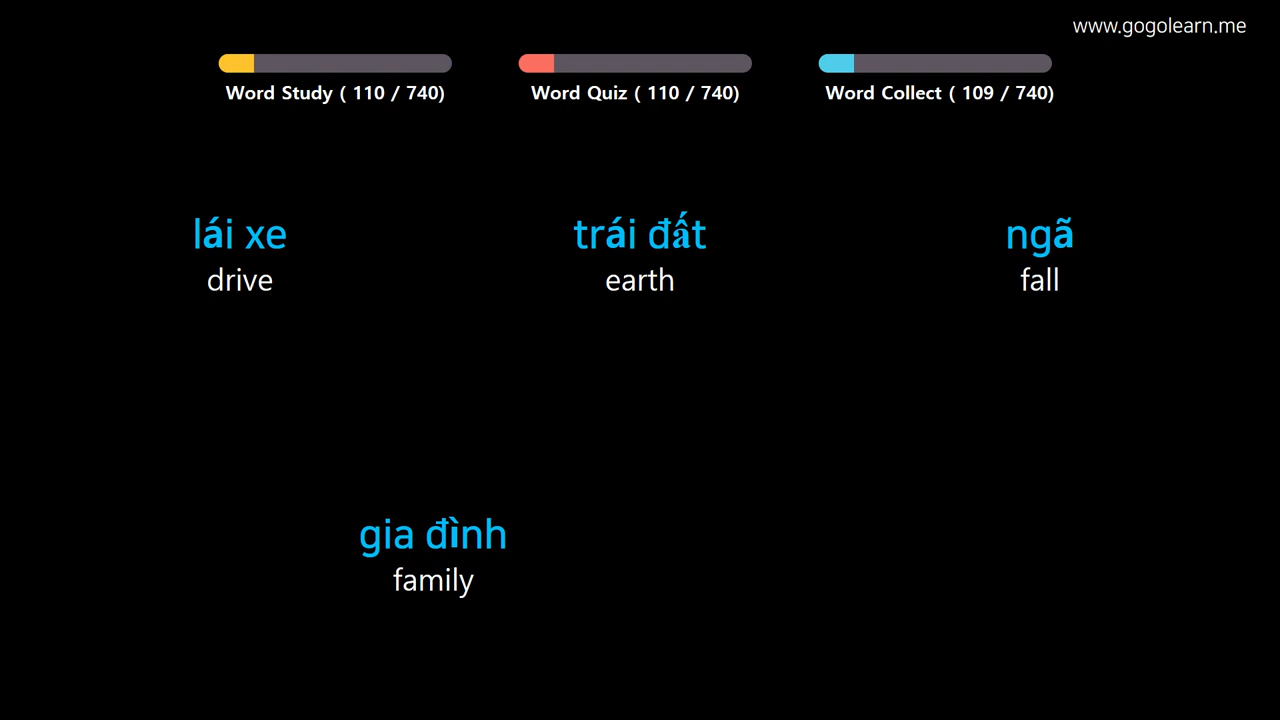 www.gogolearn.me
Word Study ( 110 / 740)
Word Quiz ( 110 / 740)
Word Collect ( 109 / 740)
lái xe
drive
trái đất
earth
ngã
fall
gia đình
family